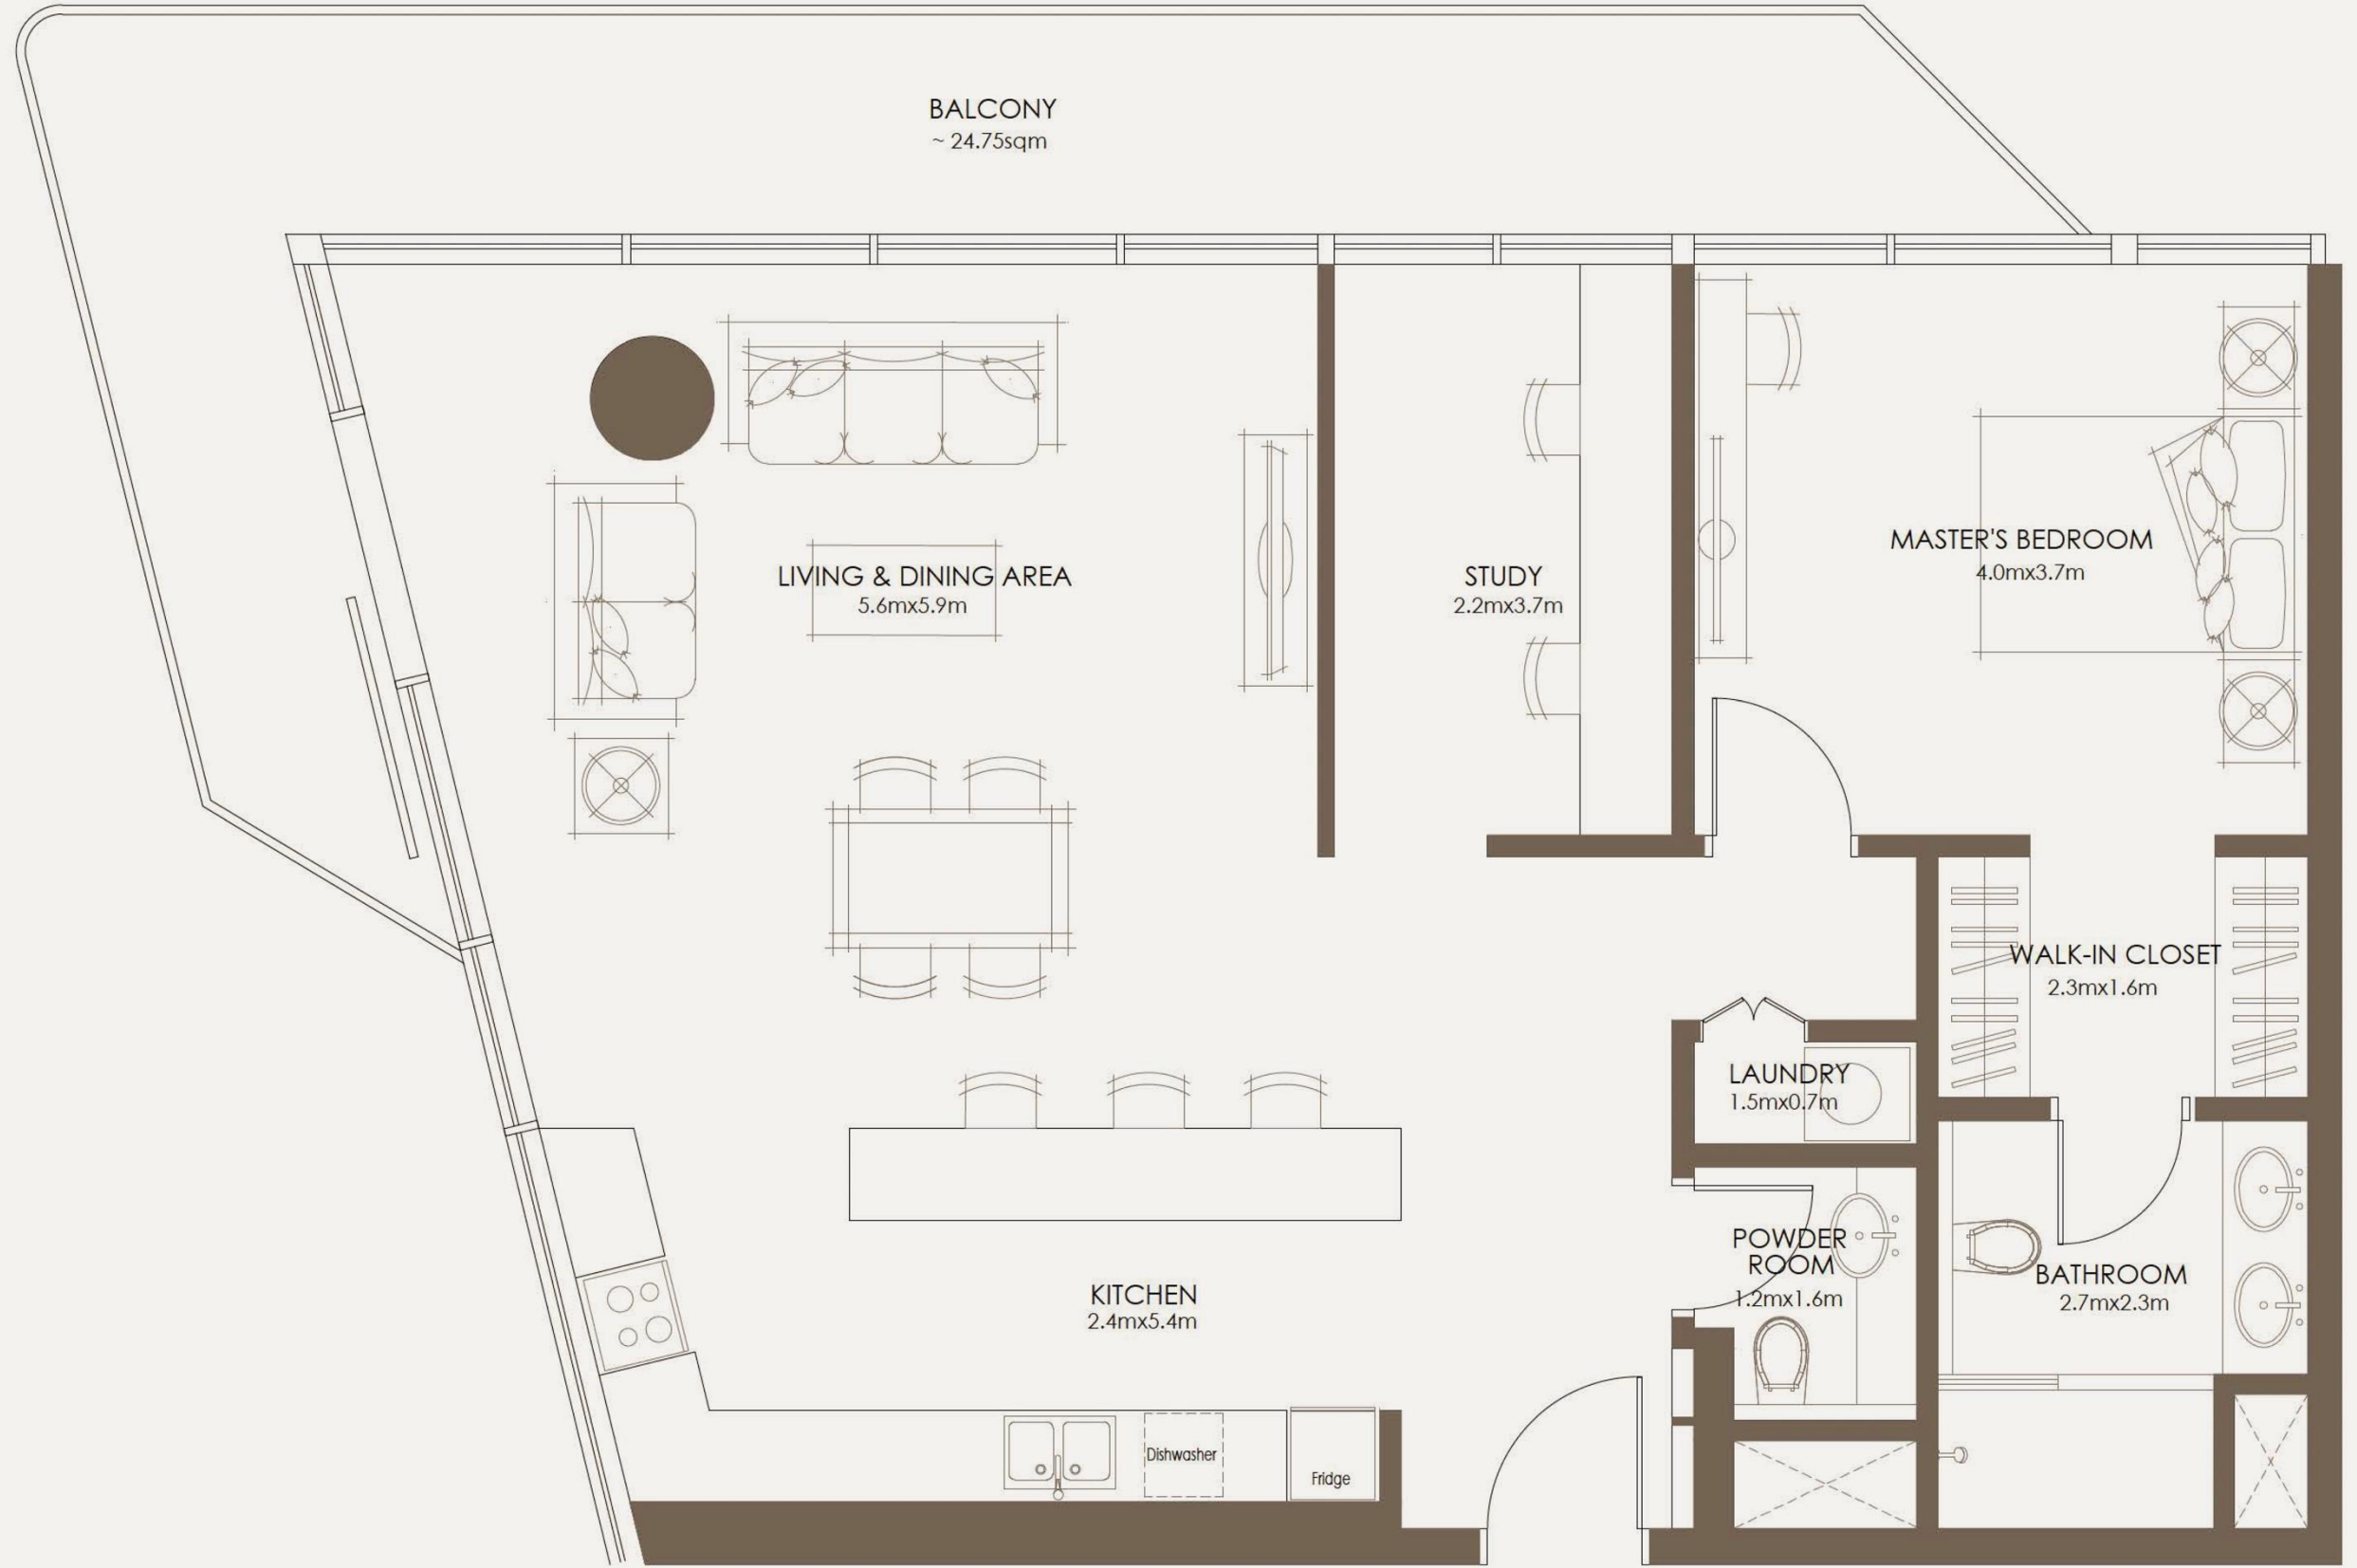 BALCONY
~ 24.75sqm
LIVING & DINING AREA
5.6mx5.9m
STUDY
2.2mx3.7m
MASTER'S BEDROOM
4.0mx3.7m
WALK-IN CLOSET
2.3mx1.6m
LAUNDRY
1.5mx0.7m
POWDER
ROOM
1.2mx1.6m
BATHROOM
2.7mx2.3m
KITCHEN
2.4mx5.4m
Dishwasher
Fridge